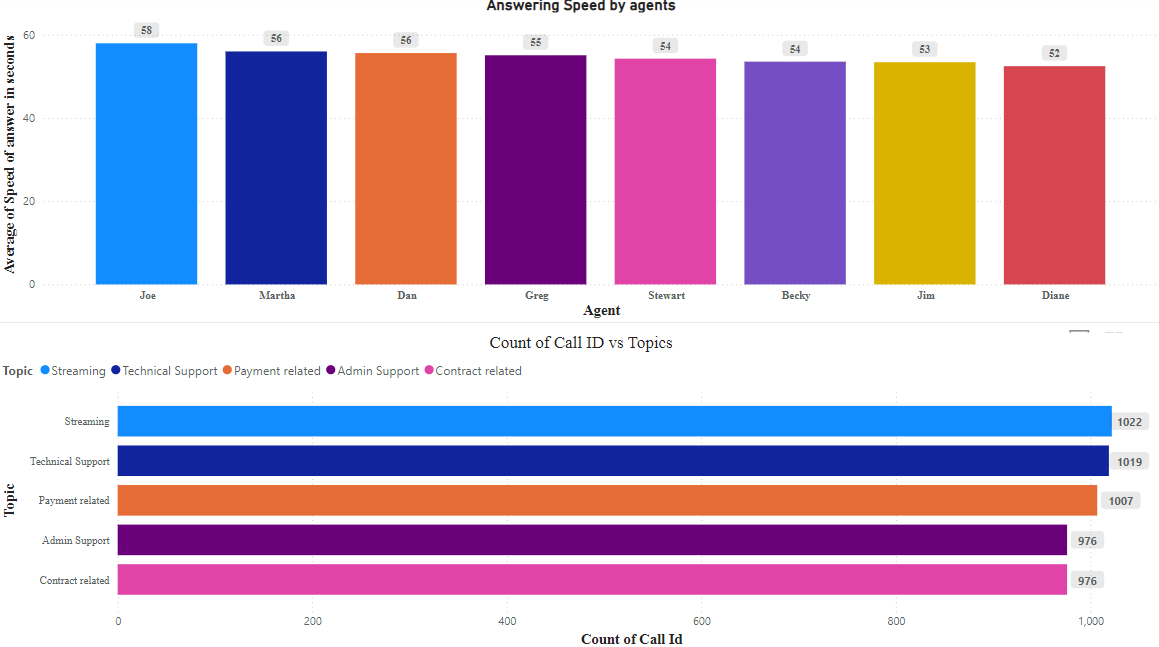 Answering Speed by agents
Average of Speed of answer in seconds
60
40
20
0
58
56
56
55
54
54
53
52
Joe
Martha
Dan
Greg
Stewart
Becky
Jim
Diane
Agent
Count of Call ID vs Topics
Topic Streaming Technical Support Payment related Admin Support Contract related
Topic
Streaming 1022
Technical Support 1019
Payment related 1007
Admin Support 976
Contract related 976
0 200 400 600 800 1,000
Count of Call Id